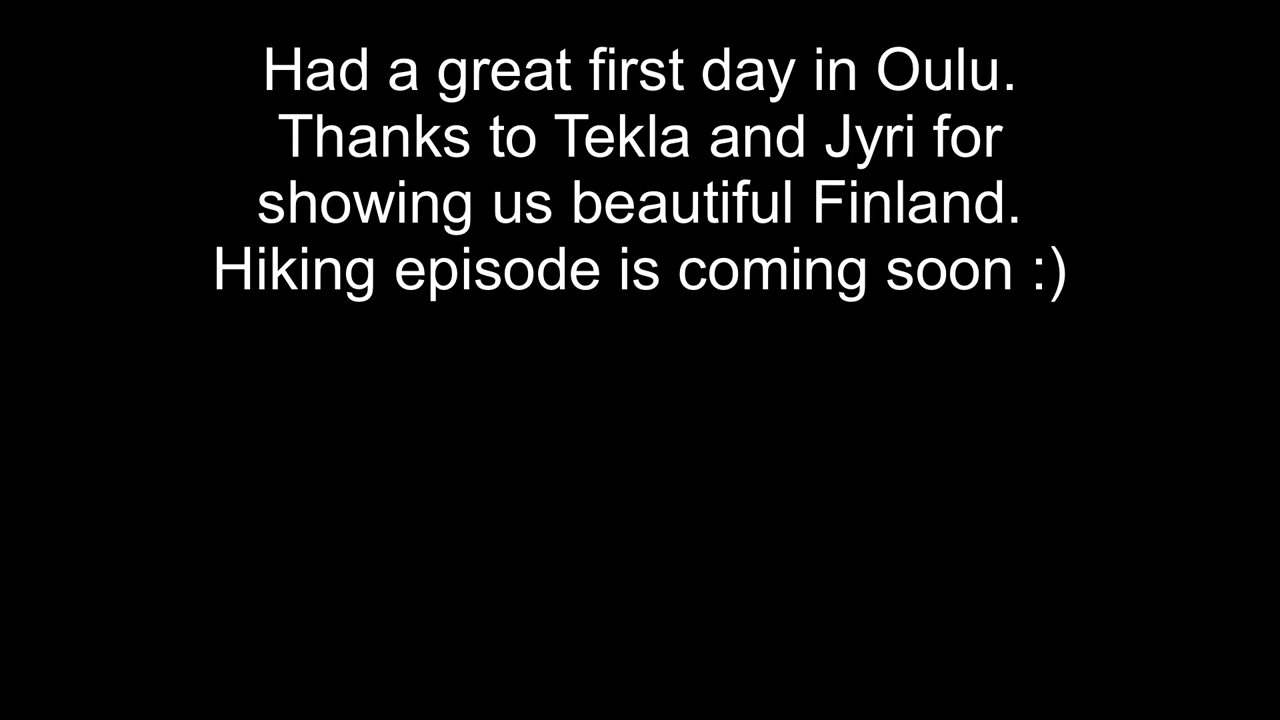 Had a great first day in Oulu.
Thanks to Tekla and Jyri for
showing us beautiful Finland.
Hiking episode is coming soon :)